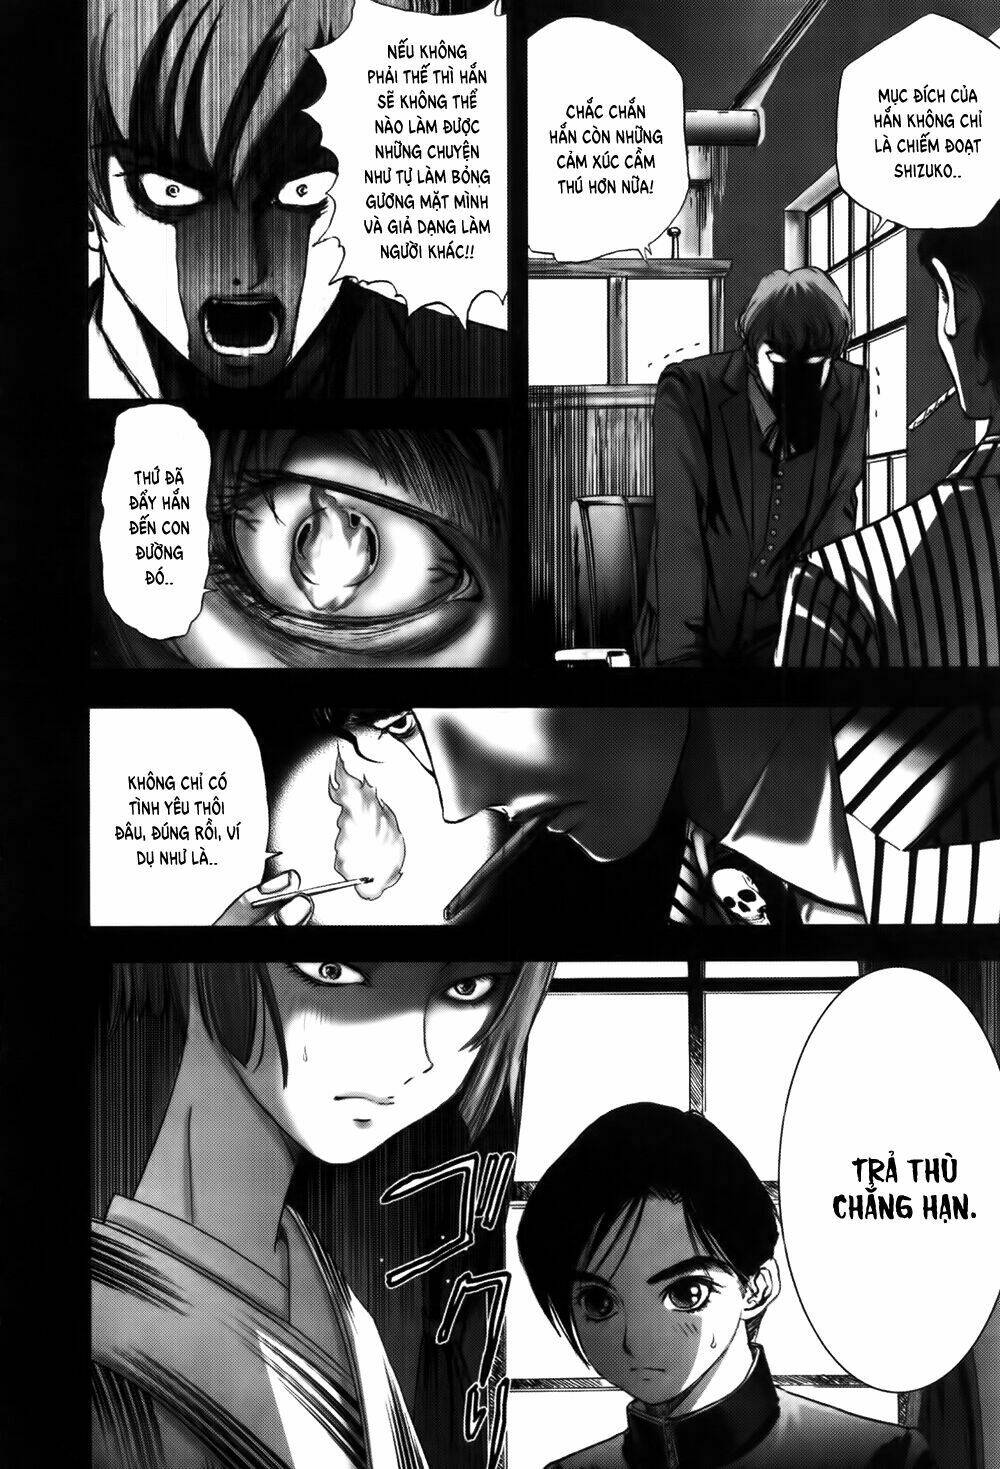 MỤC ĐÍCH CỦA
HẮN KHÔNG CHỈ
LÀ CHIẾM ĐOẠT
SHIZUKO..
CHẮC CHẮN
HẮN CÒN NHỮNG
CẢM XÚC CẦM
THÚ HƠN NỮA!
NẾU KHÔNG
PHẢI THẾ THÌ HẮN
SẼ KHÔNG THỂ
NÀO LÀM ĐƯỢC
NHỮNG CHUYỆN
NHƯ TỰ LÀM BỎNG
GƯƠNG MẶT MÌNH
VÀ GIẢ DẠNG LÀM
NGƯỜI KHÁC!!
THỨ ĐÃ
ĐẨY HẮN
ĐẾN CON
ĐƯỜNG
ĐÓ..
KHÔNG CHỈ CÓ
TÌNH YÊU THÔI
ĐÂU, ĐÚNG RỒI, VÍ
DỤ NHƯ LÀ..
TRẢ THÙ
CHẲNG HẠN.
ゴクッ